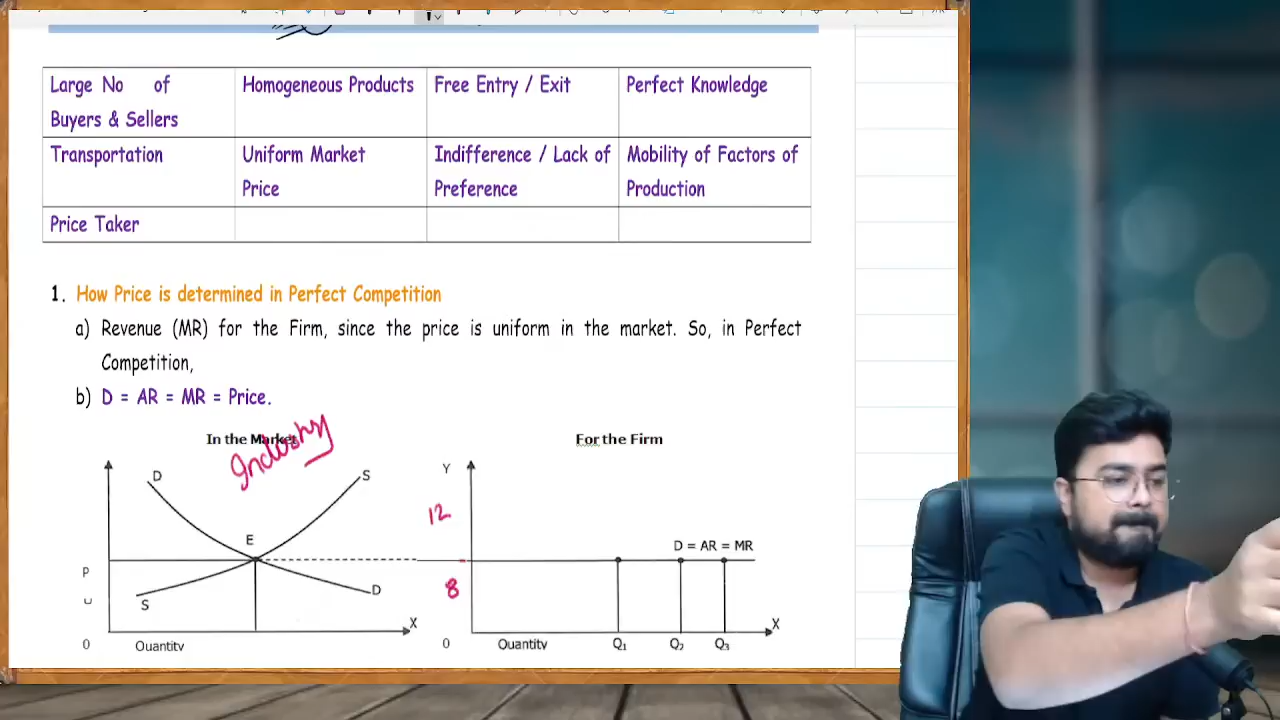 Large No of
Buyers & Sellers
Homogeneous Products
Free Entry / Exit
Perfect Knowledge
Transportation
Uniform Market
Price
Indifference / Lack of
Preference
Mobility of Factors of
Production
Price Taker
1. How Price is determined in Perfect Competition
a) Revenue (MR) for the Firm, since the price is uniform in the market. So, in Perfect
Competition,
b) D = AR = MR = Price.
In the Market
Industry
D
S
E
P
S
D
X
0
Quantity
For the Firm
Y
12
8
D = AR = MR
X
0
Quantity
Q₁
Q₂
Q₃